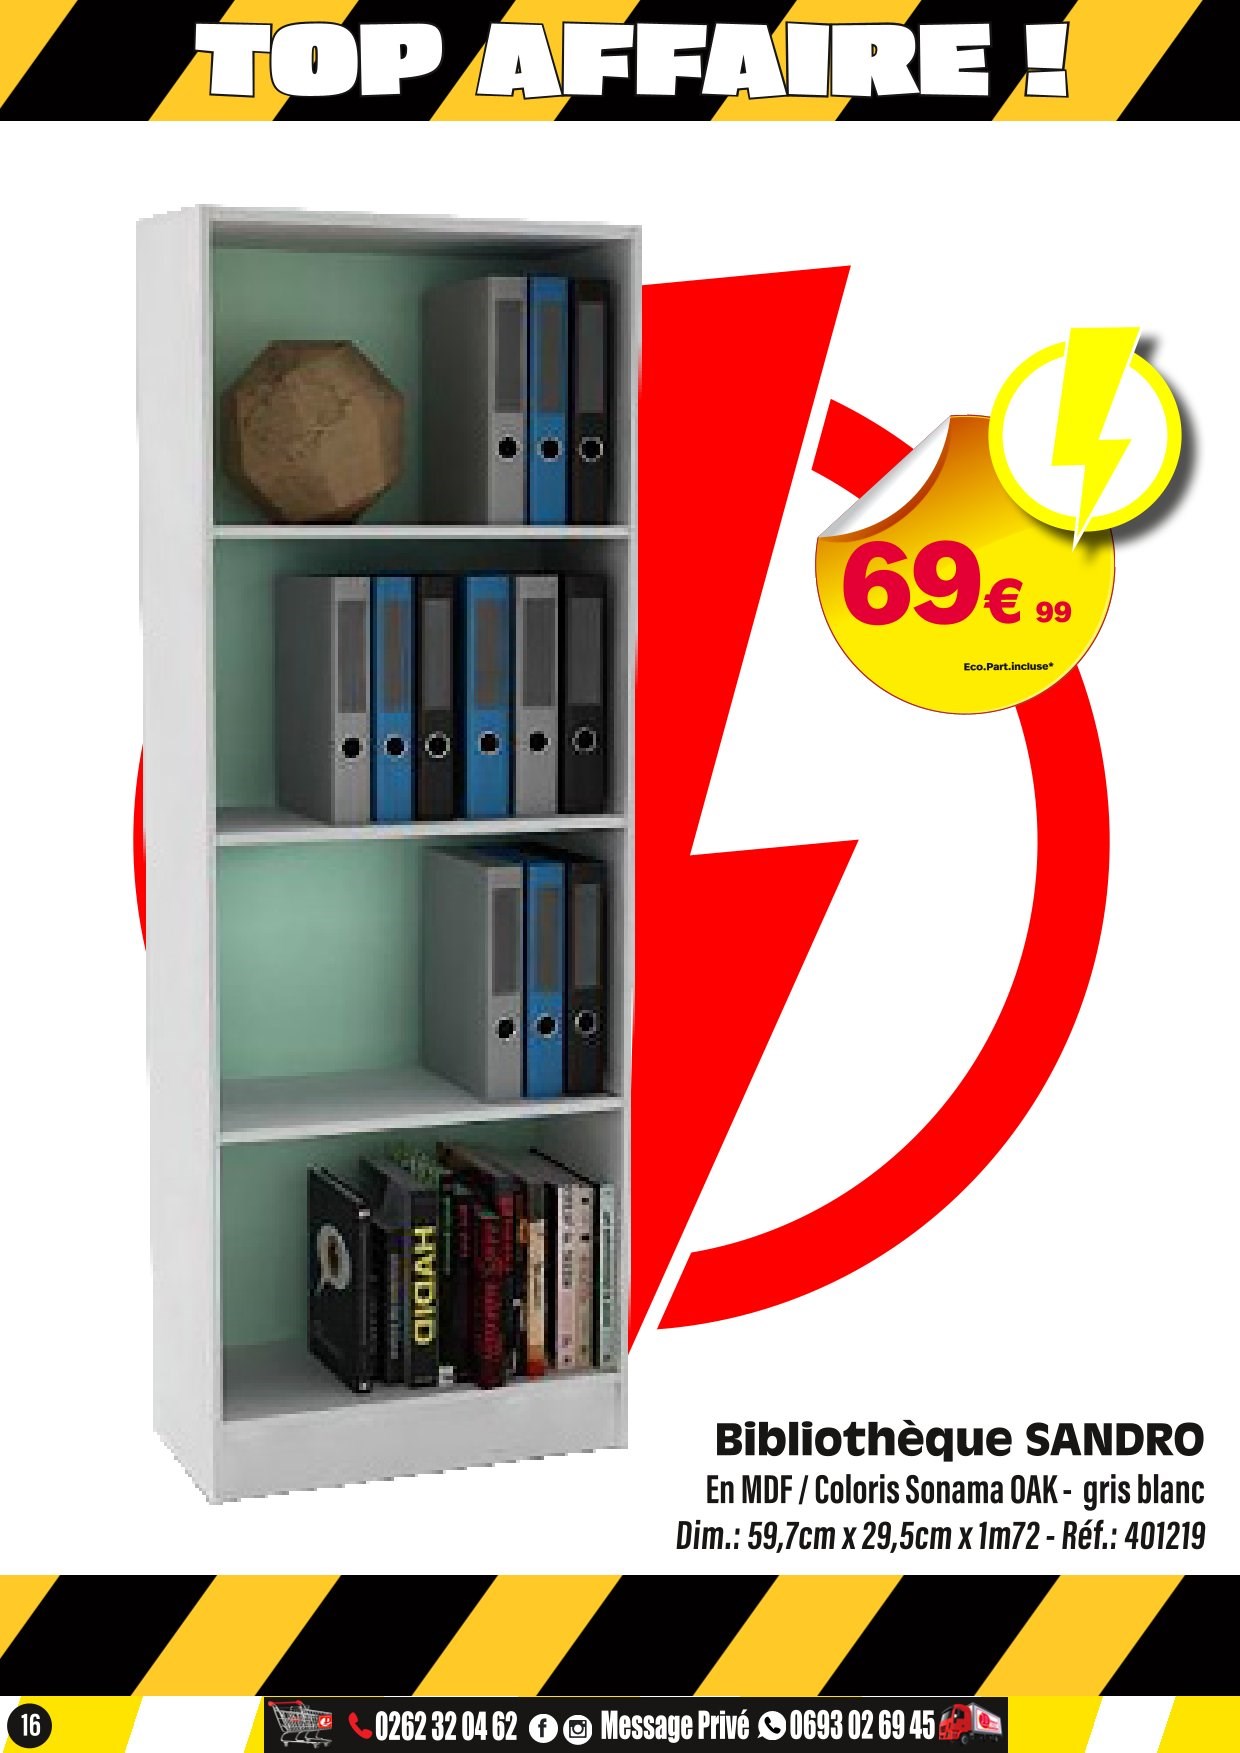 TOP AFFAIRE !
69€ 99
Eco.Part.incluse*
Bibliothèque SANDRO
En MDF / Coloris Sonama OAK - gris blanc
Dim.: 59,7cm x 29,5cm x 1m72 - Réf.: 401219
16
0262 32 04 62 Message Privé 0693 02 69 45